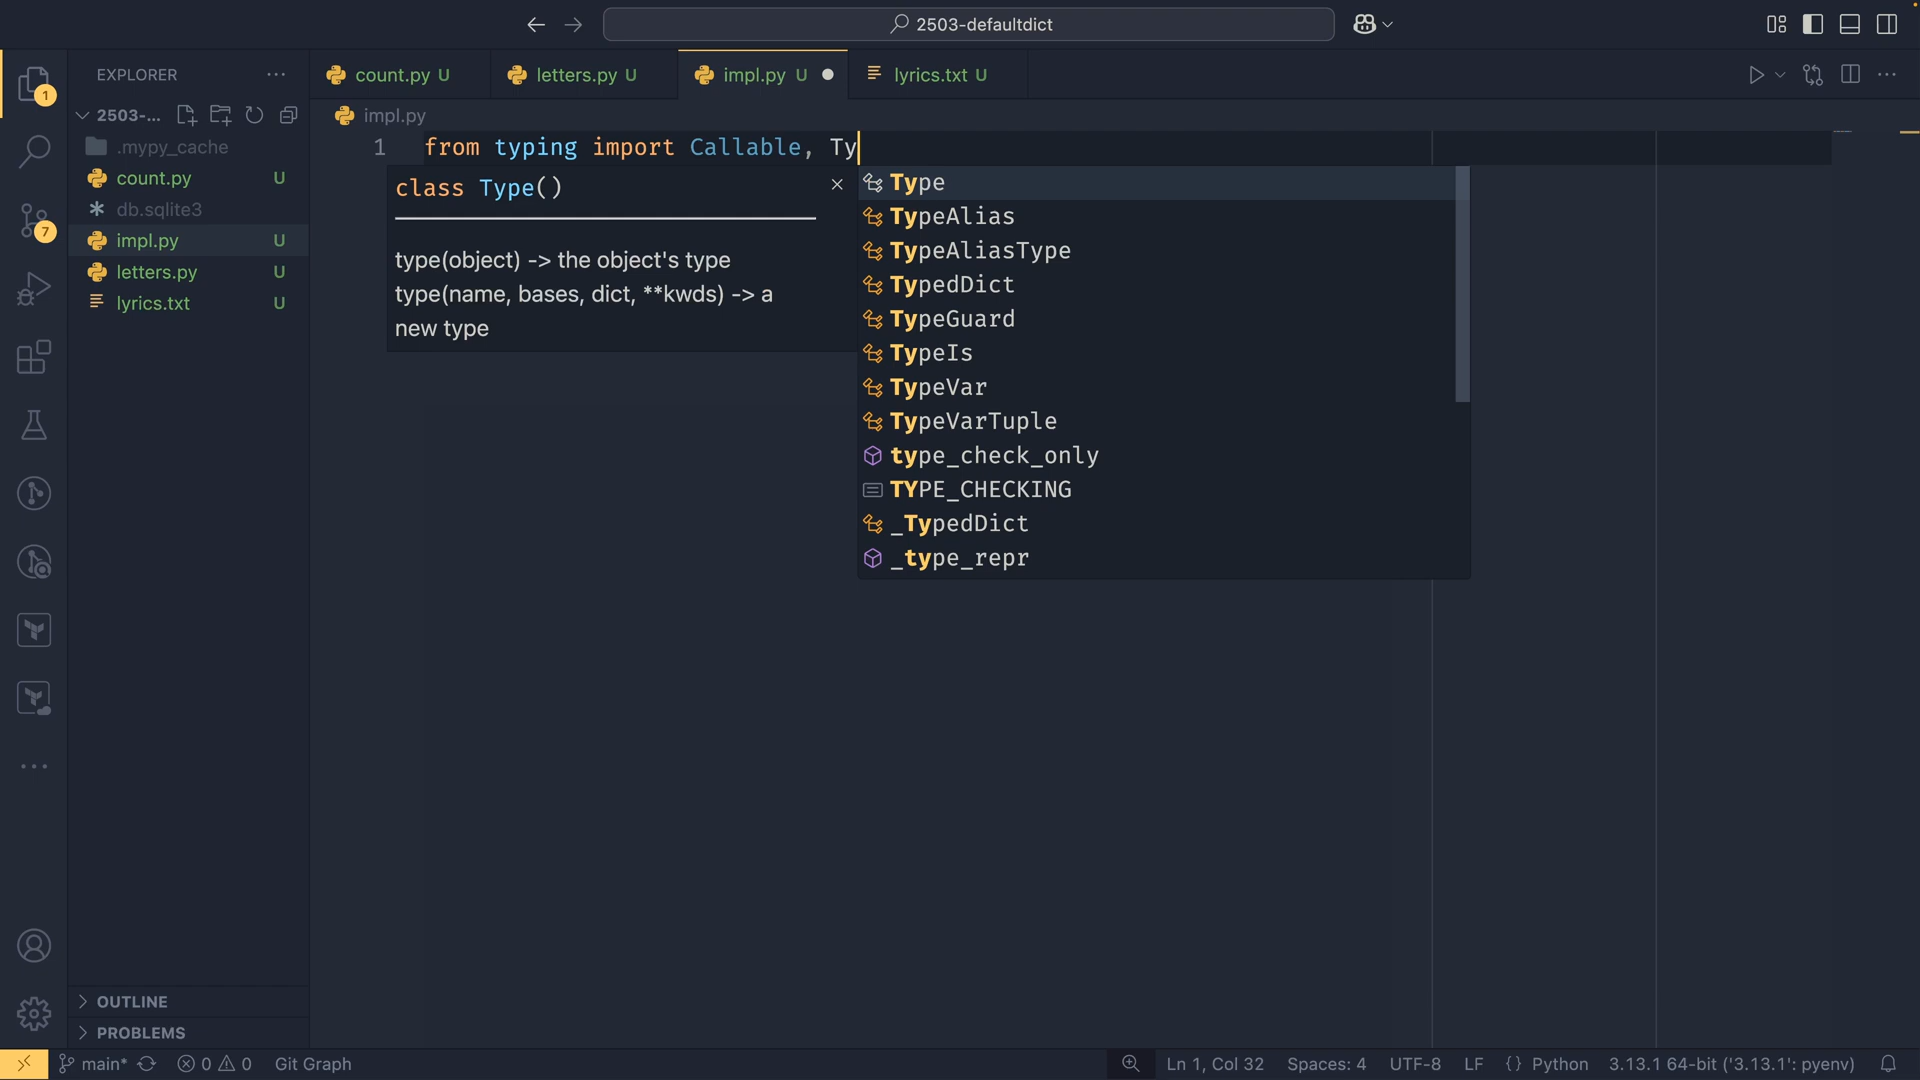 2503-defaultdict
EXPLORER
count.py U
letters.py U
impl.py U
lyrics.txt U
1
2503-...
impl.py
.mypy_cache
count.py U
db.sqlite3
impl.py U
letters.py U
lyrics.txt U
7
1 from typing import Callable, Ty
class Type()
type(object) -> the object's type
type(name, bases, dict, **kwds) -> a
new type
Type
TypeAlias
TypeAliasType
TypedDict
TypeGuard
TypeIs
TypeVar
TypeVarTuple
type_check_only
TYPE_CHECKING
_TypedDict
_type_repr
OUTLINE
PROBLEMS
main* 0 0 Git Graph
Ln 1, Col 32 Spaces: 4 UTF-8 LF {} Python 3.13.1 64-bit ('3.13.1': pyenv)